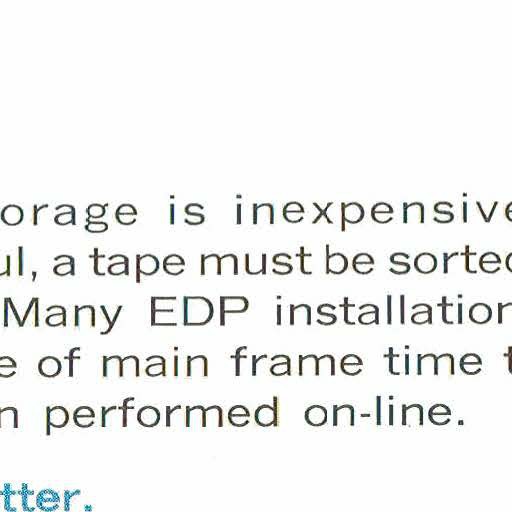 orage is inexpensive
ul, a tape must be sorted
Many EDP installation
e of main frame time t
n performed on-line.
tter.